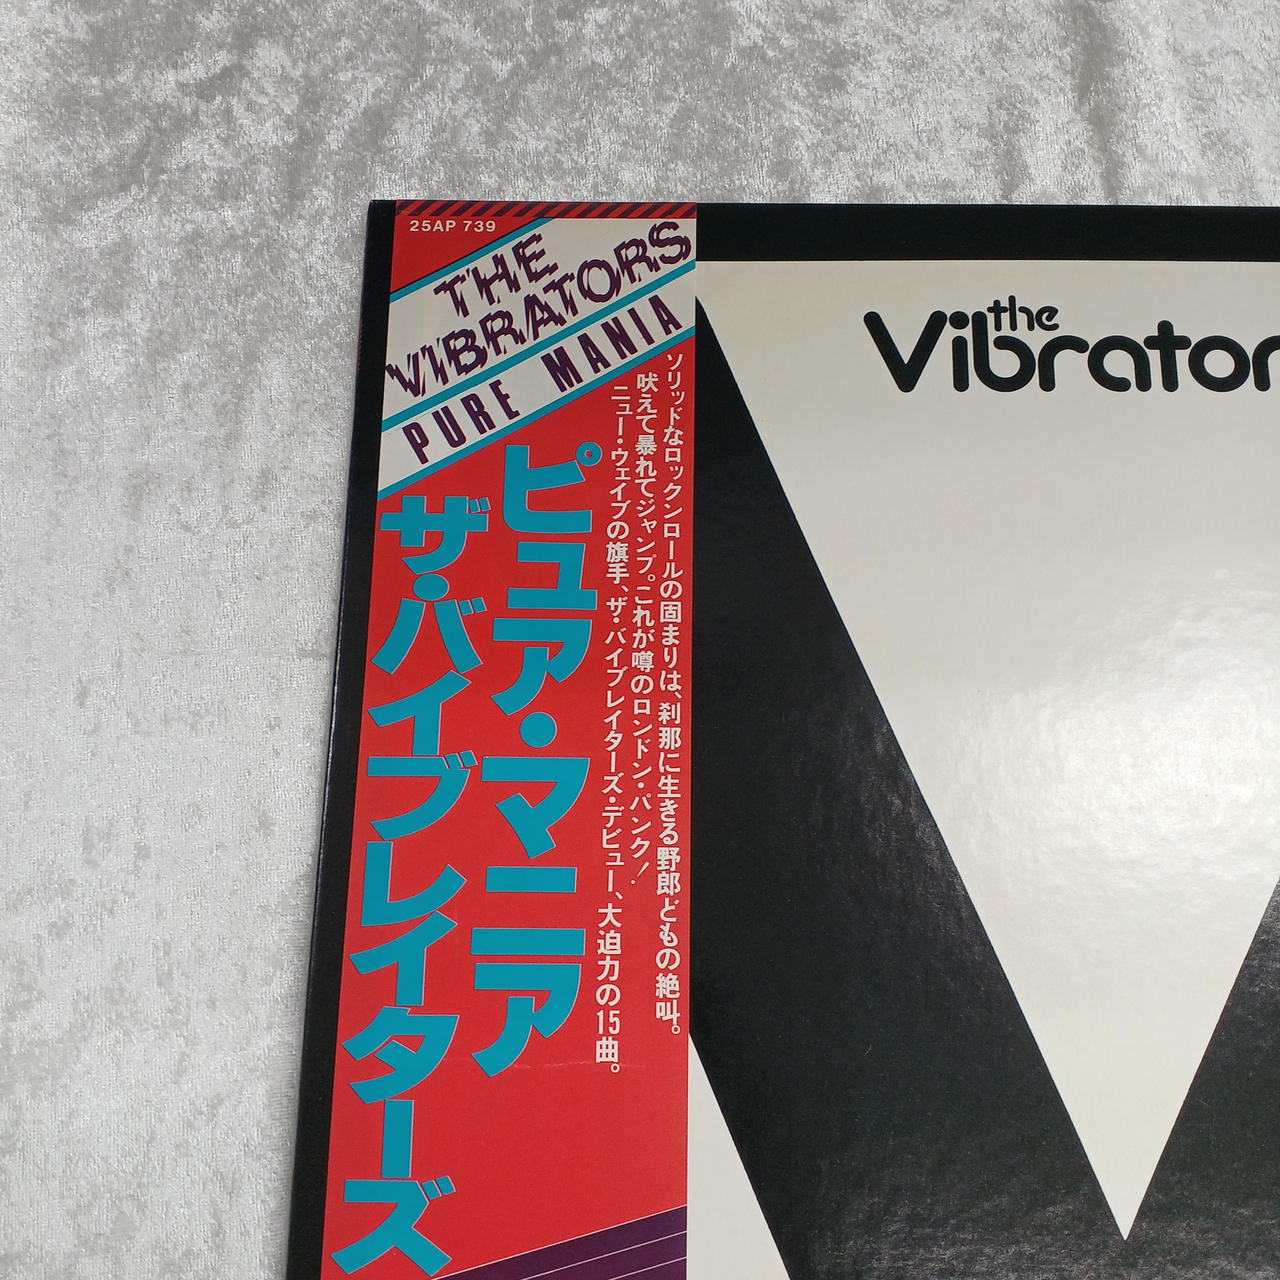 25AP 739
THE
VIBRATORS
PURE MANIA
ソリッドなロックンロールの固まりは、刹那に生きる野郎どもの絶叫。
吠えて暴れてジャンプ。これが噂のロンドン・パンク!
ニュー・ウェイブの旗手、ザ・バイブレイターズ・デビュー、大迫力の15曲。
ピュア・マニア
ザ・バイブレイターズ
the
Vibrator